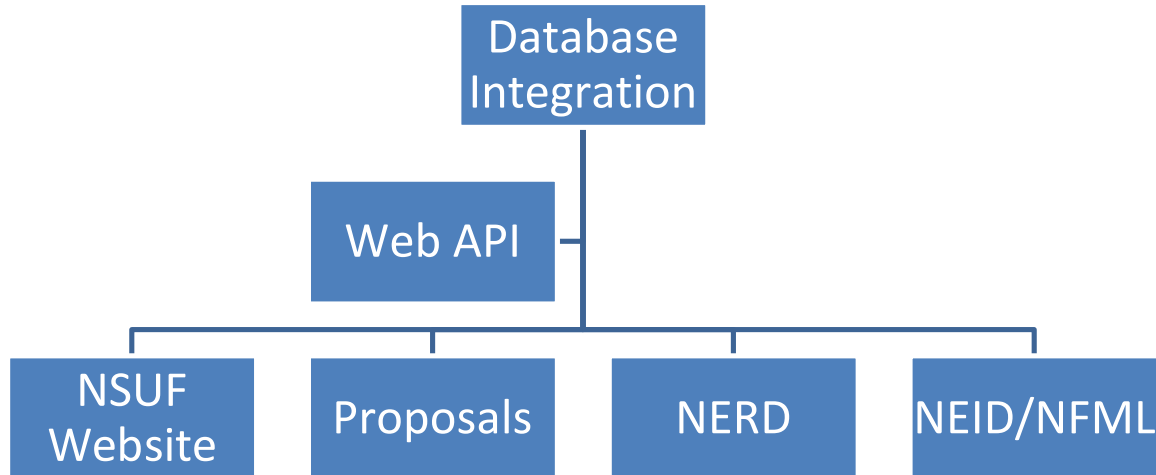 Database
Integration
Web API
NSUF
Website
Proposals
NERD
NEID/NFML